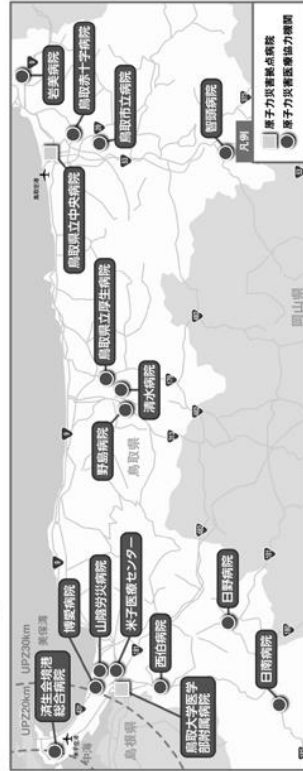 UPZ20km
UPZ30km
美保湾
中海
島根県
鳥取県
岡山県
済生会境港
総合病院
博愛病院
山陰労災病院
米子医療センター
西伯病院
鳥取大学医学
部附属病院
日野病院
日南病院
野島病院
清水病院
鳥取県立厚生病院
鳥取県立中央病院
鳥取市立病院
鳥取赤十字病院
岩美病院
智頭病院
凡例
原子力災害拠点病院
原子力災害医療協力機関